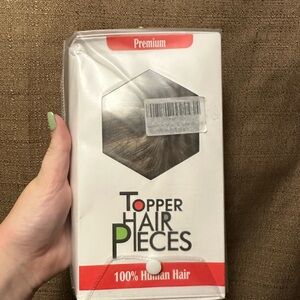 Premium
TOPPER
HAIR
PIECES
100% Human Hair